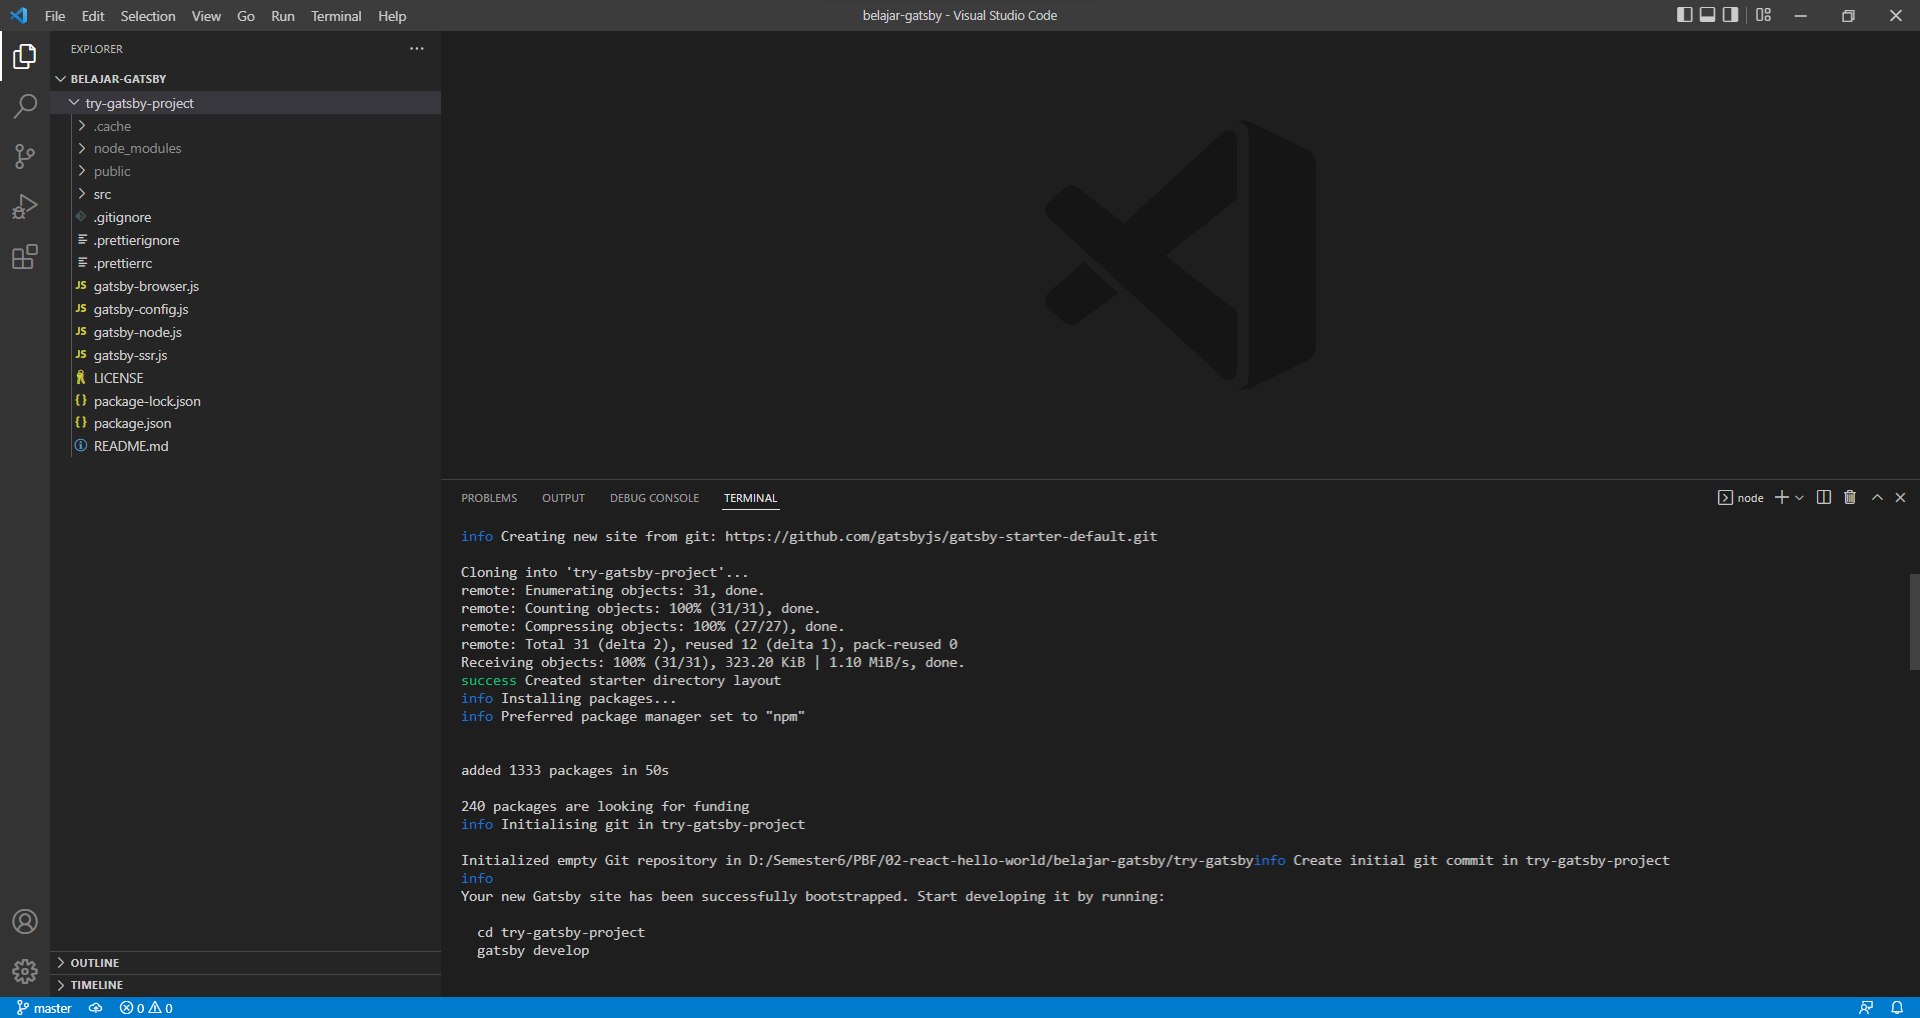 File Edit Selection View Go Run Terminal Help
belajar-gatsby - Visual Studio Code
EXPLORER
BELAJAR-GATSBY
try-gatsby-project
.cache
node_modules
public
src
.gitignore
.prettierignore
.prettierrc
JS gatsby-browser.js
JS gatsby-config.js
JS gatsby-node.js
JS gatsby-ssr.js
LICENSE
{} package-lock.json
{} package.json
README.md
OUTLINE
TIMELINE
PROBLEMS OUTPUT DEBUG CONSOLE TERMINAL
node
info Creating new site from git: https://github.com/gatsbyjs/gatsby-starter-default.git
Cloning into 'try-gatsby-project'...
remote: Enumerating objects: 31, done.
remote: Counting objects: 100% (31/31), done.
remote: Compressing objects: 100% (27/27), done.
remote: Total 31 (delta 2), reused 12 (delta 1), pack-reused 0
Receiving objects: 100% (31/31), 323.20 KiB | 1.10 MiB/s, done.
success Created starter directory layout
info Installing packages...
info Preferred package manager set to "npm"
added 1333 packages in 50s
240 packages are looking for funding
info Initialising git in try-gatsby-project
Initialized empty Git repository in D:/Semester6/PBF/02-react-hello-world/belajar-gatsby/try-gatsbyinfo Create initial git commit in try-gatsby-project
info
Your new Gatsby site has been successfully bootstrapped. Start developing it by running:
cd try-gatsby-project
gatsby develop
master 0 0